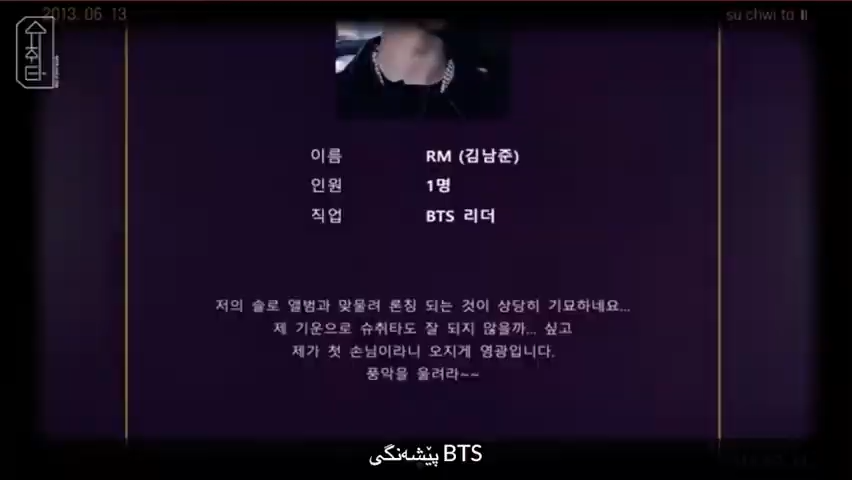 2013. 06. 13
su chwi ta II
슈취타
이름 RM (김남준)
인원 1명
직업 BTS 리더
저의 솔로 앨범과 맞물려 론칭 되는 것이 상당히 기묘하네요...
제 기운으로 슈취타도 잘 되지 않을까... 싶고
제가 첫 손님이라니 오지게 영광입니다.
풍악을 울려라~~
پێشەنگی BTS